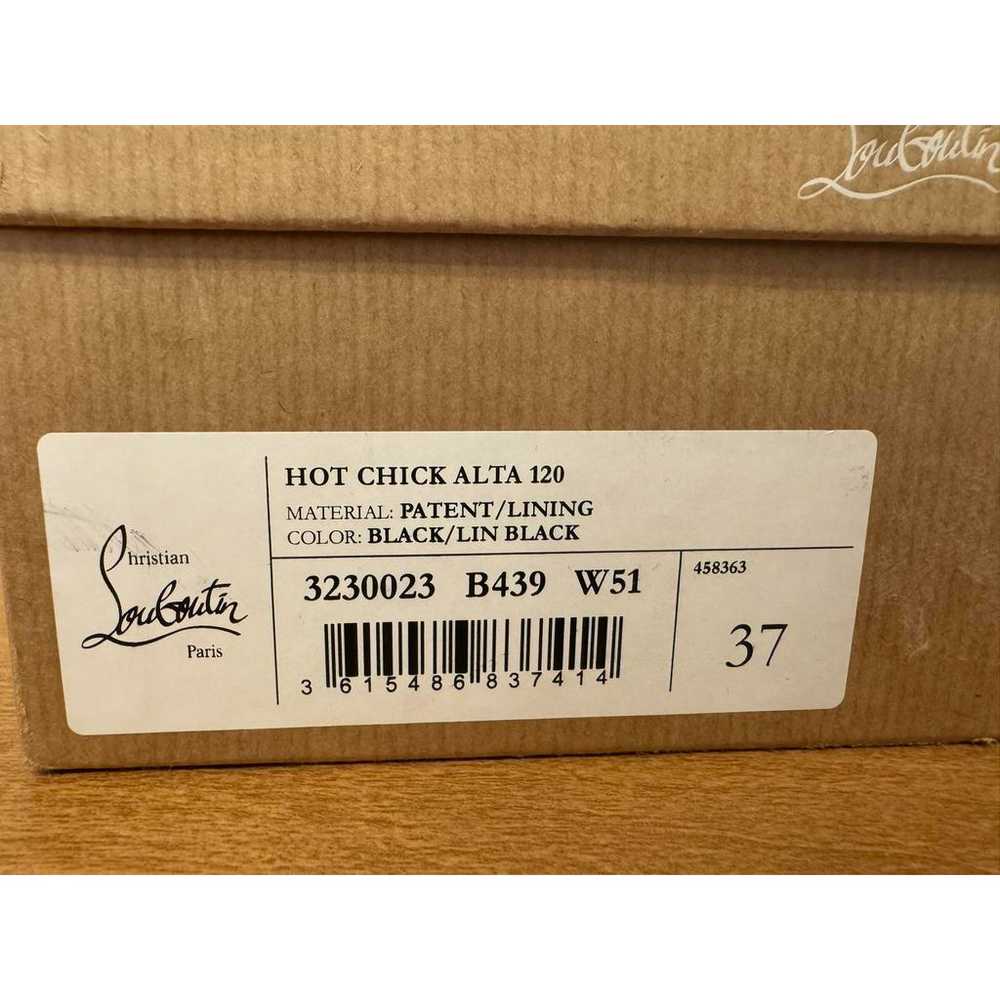 Louboutin
HOT CHICK ALTA 120
MATERIAL: PATENT/LINING
COLOR: BLACK/LIN BLACK
Christian
Louboutin
Paris
3230023 B439 W51
458363
37
3 615486 837414